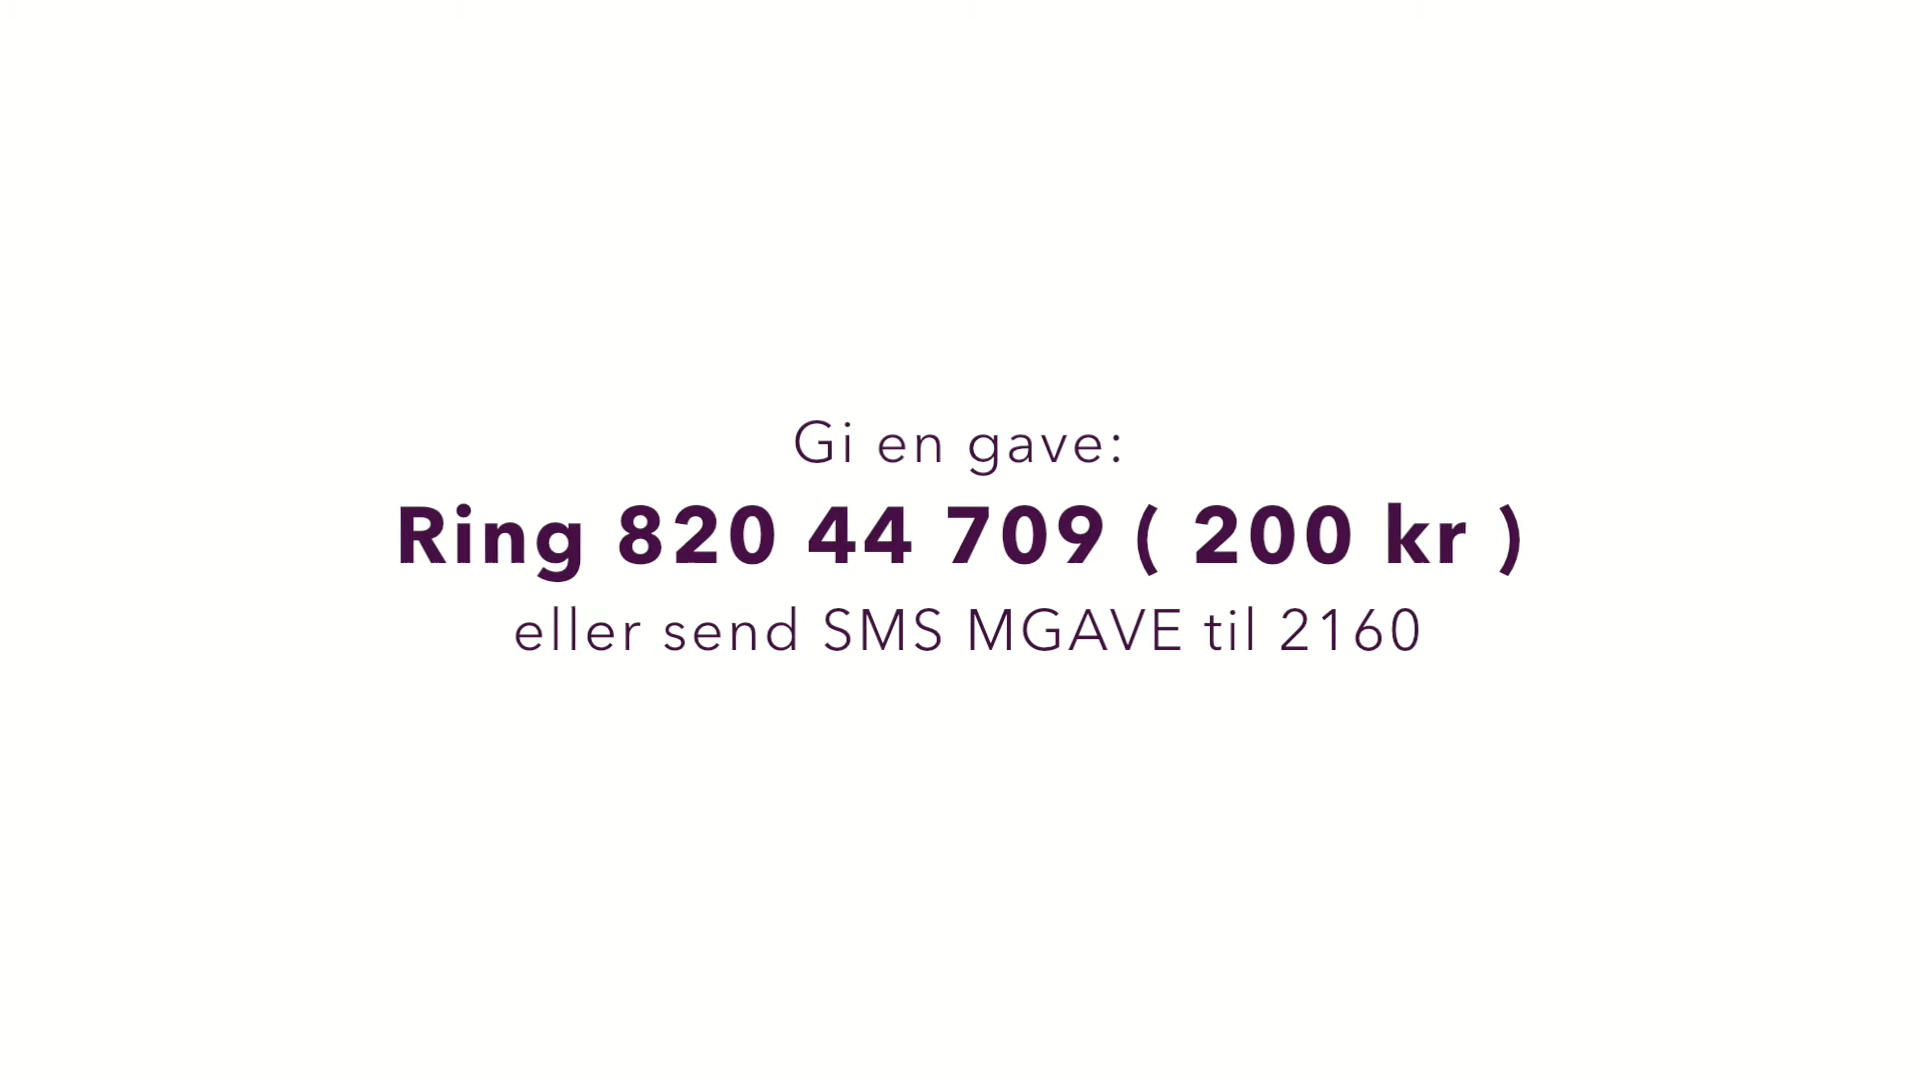 Gi en gave:
Ring 820 44 709 ( 200 kr )
eller send SMS MGAVE til 2160